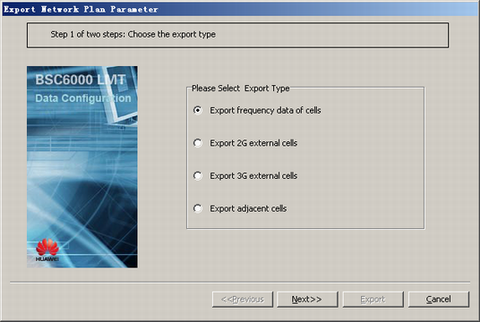 Export Network Plan Parameter
Step 1 of two steps: Choose the export type
BSC6000 LMT
Data Configuration
Please Select Export Type
Export frequency data of cells
Export 2G external cells
Export 3G external cells
Export adjacent cells
HUAWEI
<<Previous
Next>>
Export
Cancel